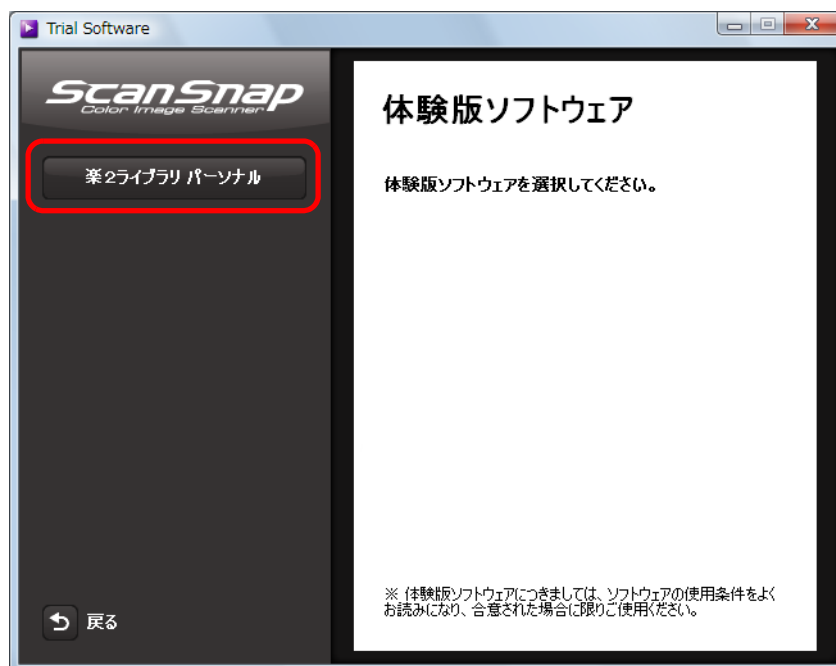 Trial Software
ScanSnap
Color Image Scanner
楽2ライブラリ パーソナル
体験版ソフトウェア
体験版ソフトウェアを選択してください。
※ 体験版ソフトウェアにつきましては、ソフトウェアの使用条件をよく
お読みになり、合意された場合に限りご使用ください。
戻る